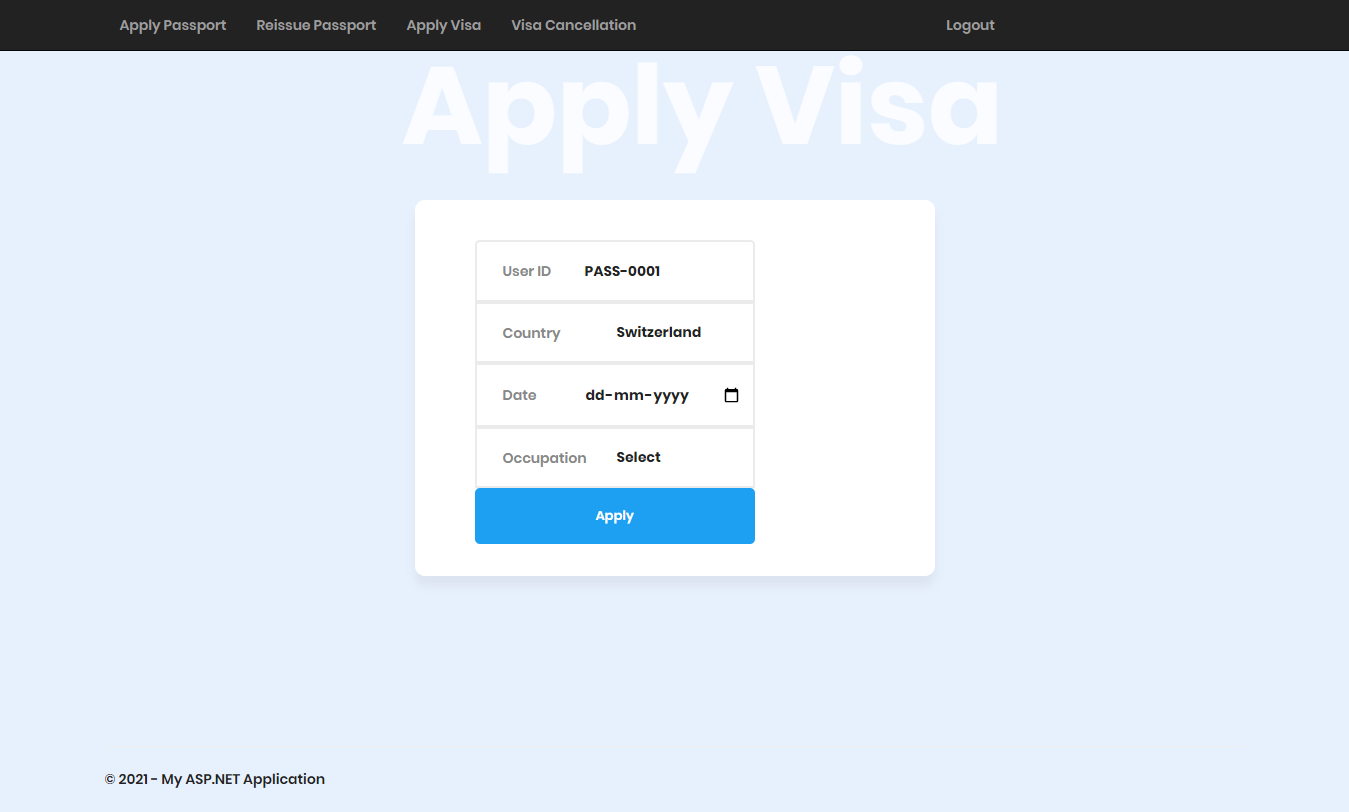 Apply Passport Reissue Passport Apply Visa Visa Cancellation Logout
Apply Visa
User ID PASS-0001
Country Switzerland
Date dd-mm-yyyy
Occupation Select
Apply
© 2021 - My ASP.NET Application